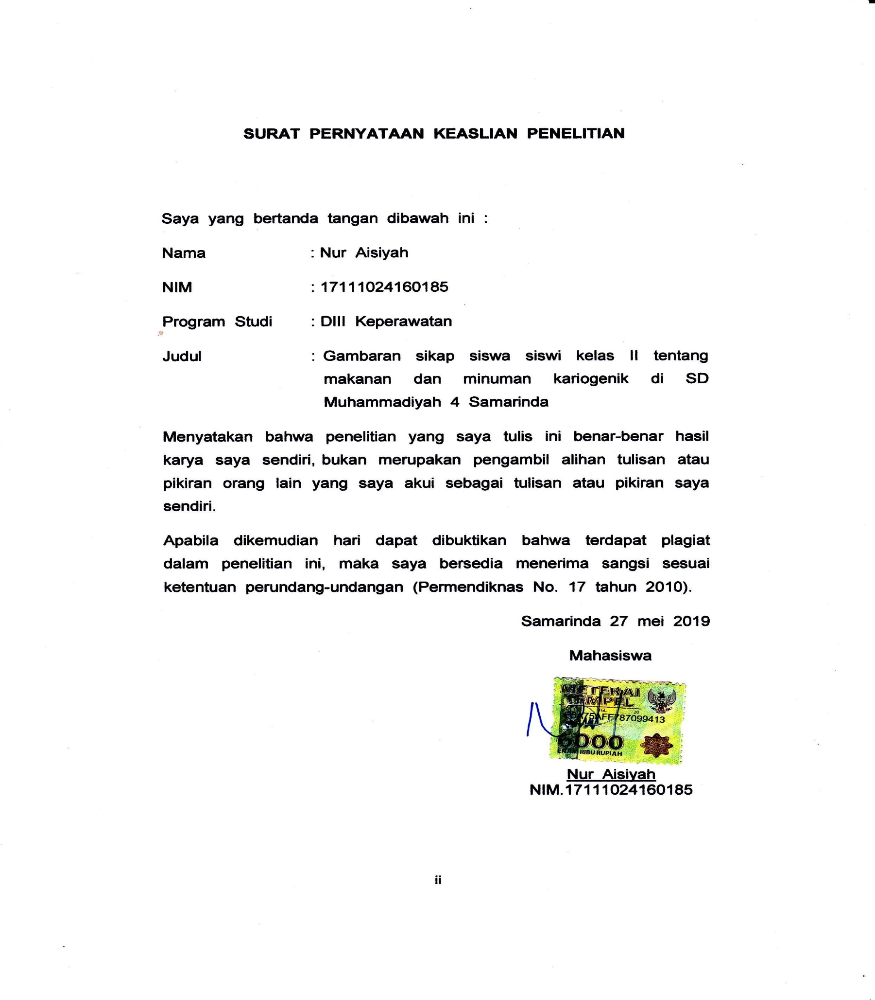 SURAT PERNYATAAN KEASLIAN PENELITIAN
Saya yang bertanda tangan dibawah ini :
Nama : Nur Aisiyah
NIM : 17111024160185
Program Studi : DIII Keperawatan
Judul : Gambaran sikap siswa siswi kelas II tentang
makanan dan minuman kariogenik di SD
Muhammadiyah 4 Samarinda
Menyatakan bahwa penelitian yang saya tulis ini benar-benar hasil
karya saya sendiri, bukan merupakan pengambil alihan tulisan atau
pikiran orang lain yang saya akui sebagai tulisan atau pikiran saya
sendiri.
Apabila dikemudian hari dapat dibuktikan bahwa terdapat plagiat
dalam penelitian ini, maka saya bersedia menerima sangsi sesuai
ketentuan perundang-undangan (Permendiknas No. 17 tahun 2010).
Samarinda 27 mei 2019
Mahasiswa
METERAI
TEMPEL
TGL 20
6000
ENAM RIBU RUPIAH
Nur Aisiyah
NIM.17111024160185
ii